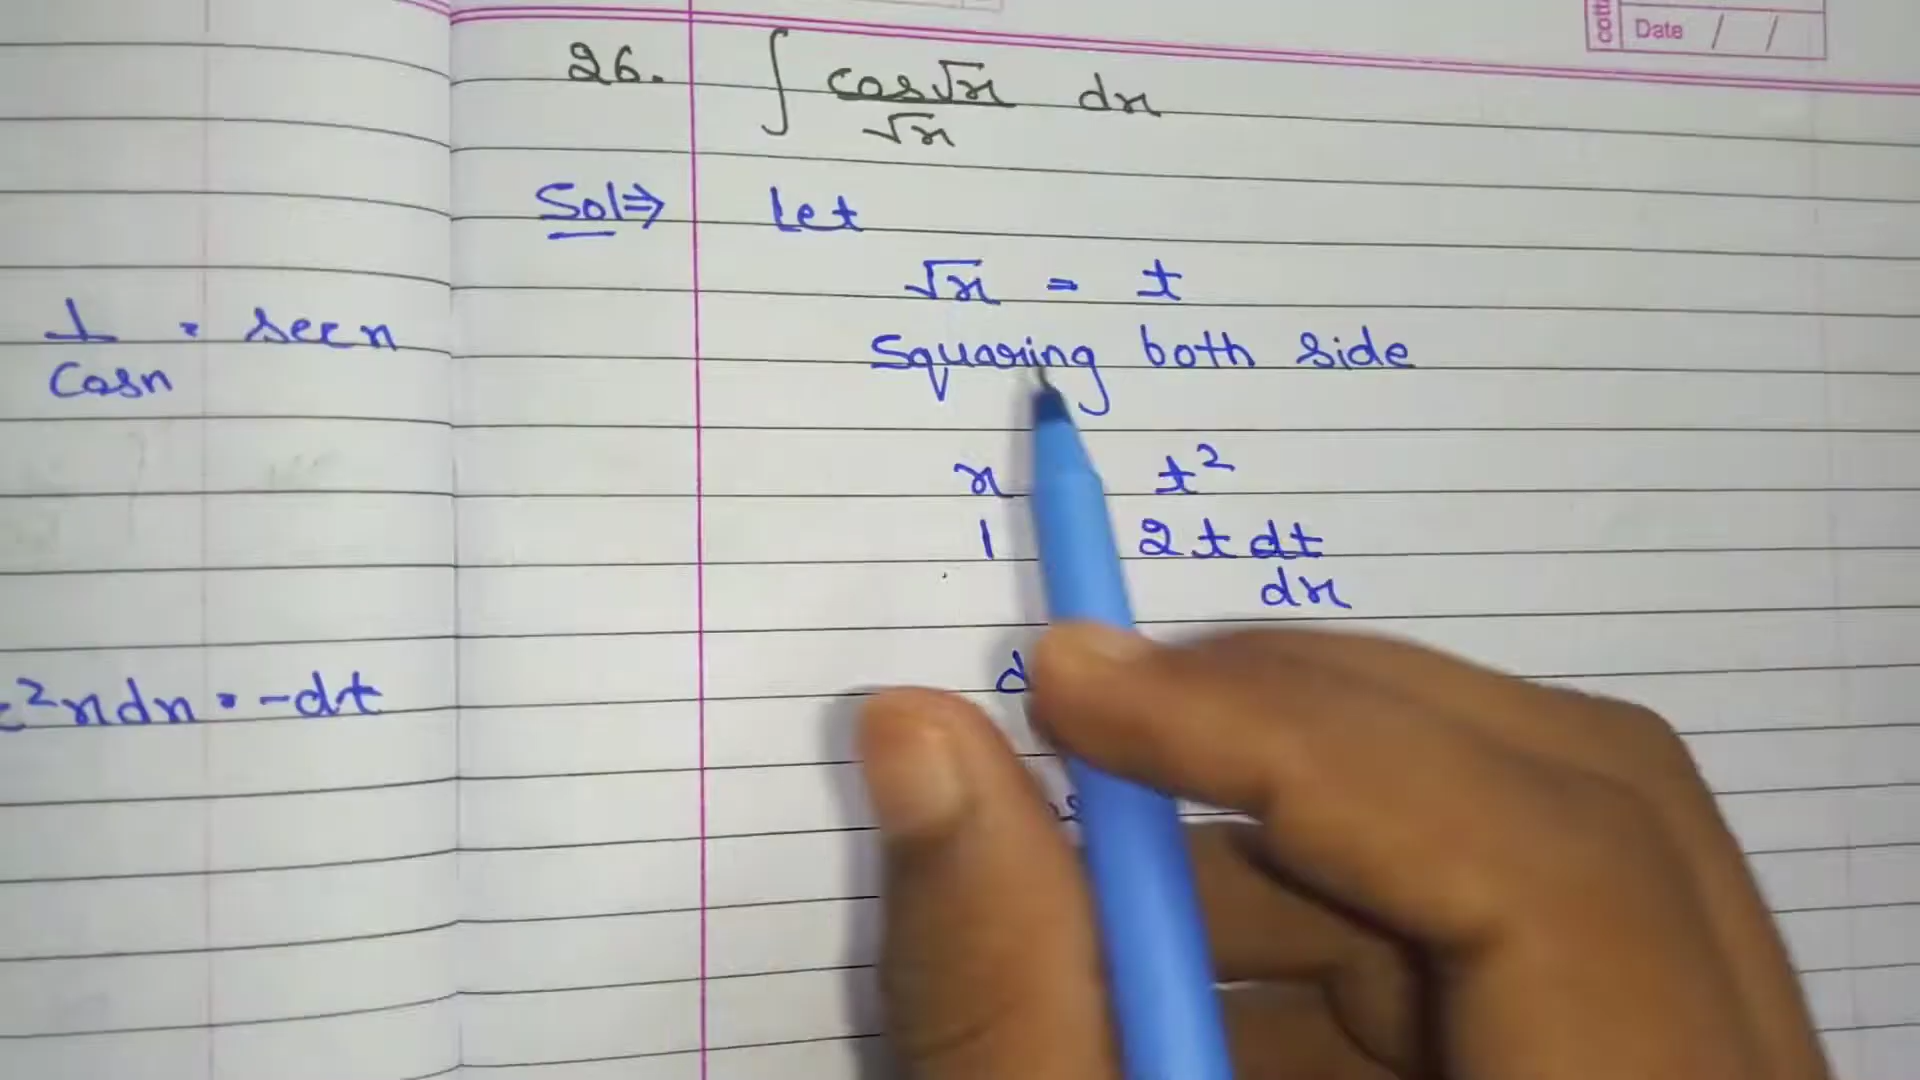 Date / /
26. ∫ cos√x / √x dx
Sol⇒ Let
√x = t
Squaring both side
x t²
1 2t dt/dx
d
1/cosx = secx
²xdx = -dt